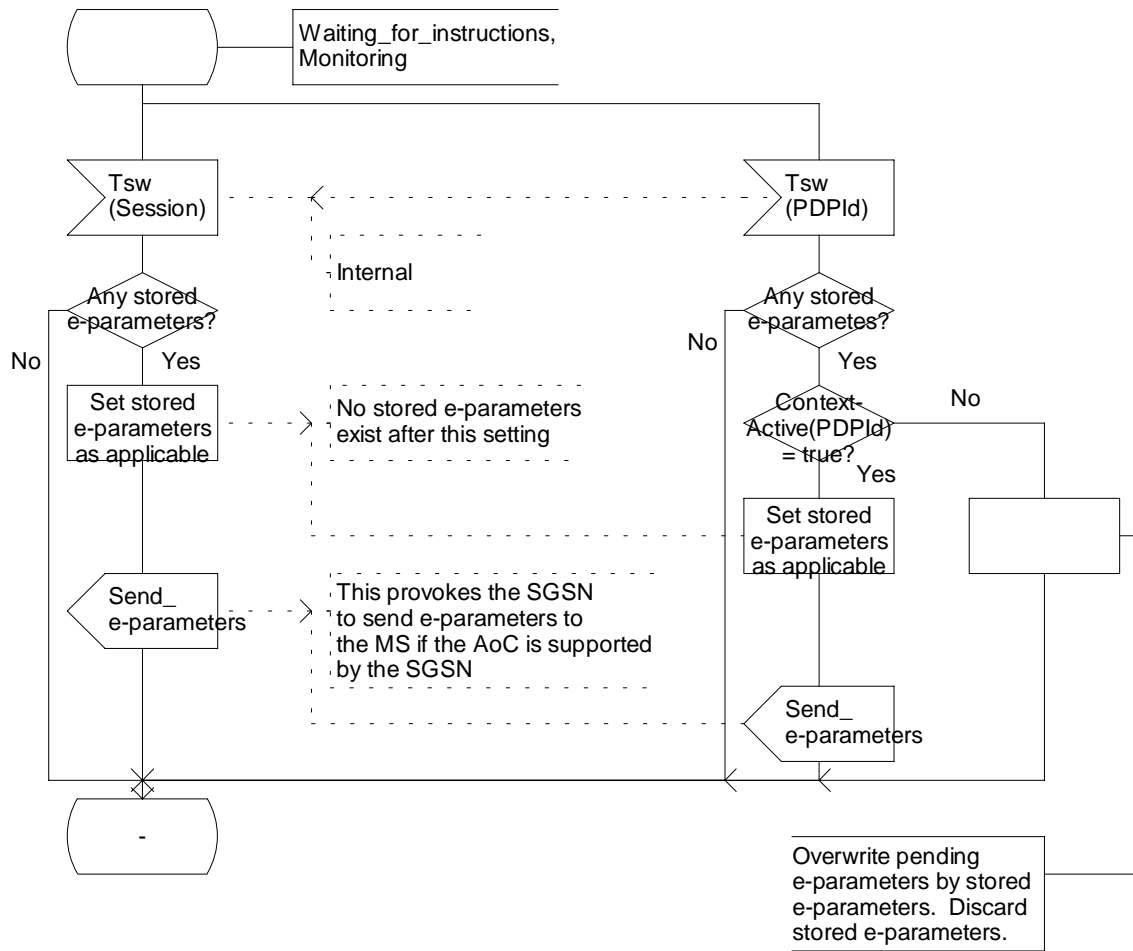 Waiting_for_instructions,
Monitoring
Tsw
(Session)
Tsw
(PDPId)
Internal
Any stored
e-parameters?
Any stored
e-parametes?
No
Yes
No
Yes
Set stored
e-parameters
as applicable
No stored e-parameters
exist after this setting
Context-
Active(PDPId)
= true?
No
Yes
Set stored
e-parameters
as applicable
Send_
e-parameters
This provokes the SGSN
to send e-parameters to
the MS if the AoC is supported
by the SGSN
Send_
e-parameters
-
Overwrite pending
e-parameters by stored
e-parameters. Discard
stored e-parameters.